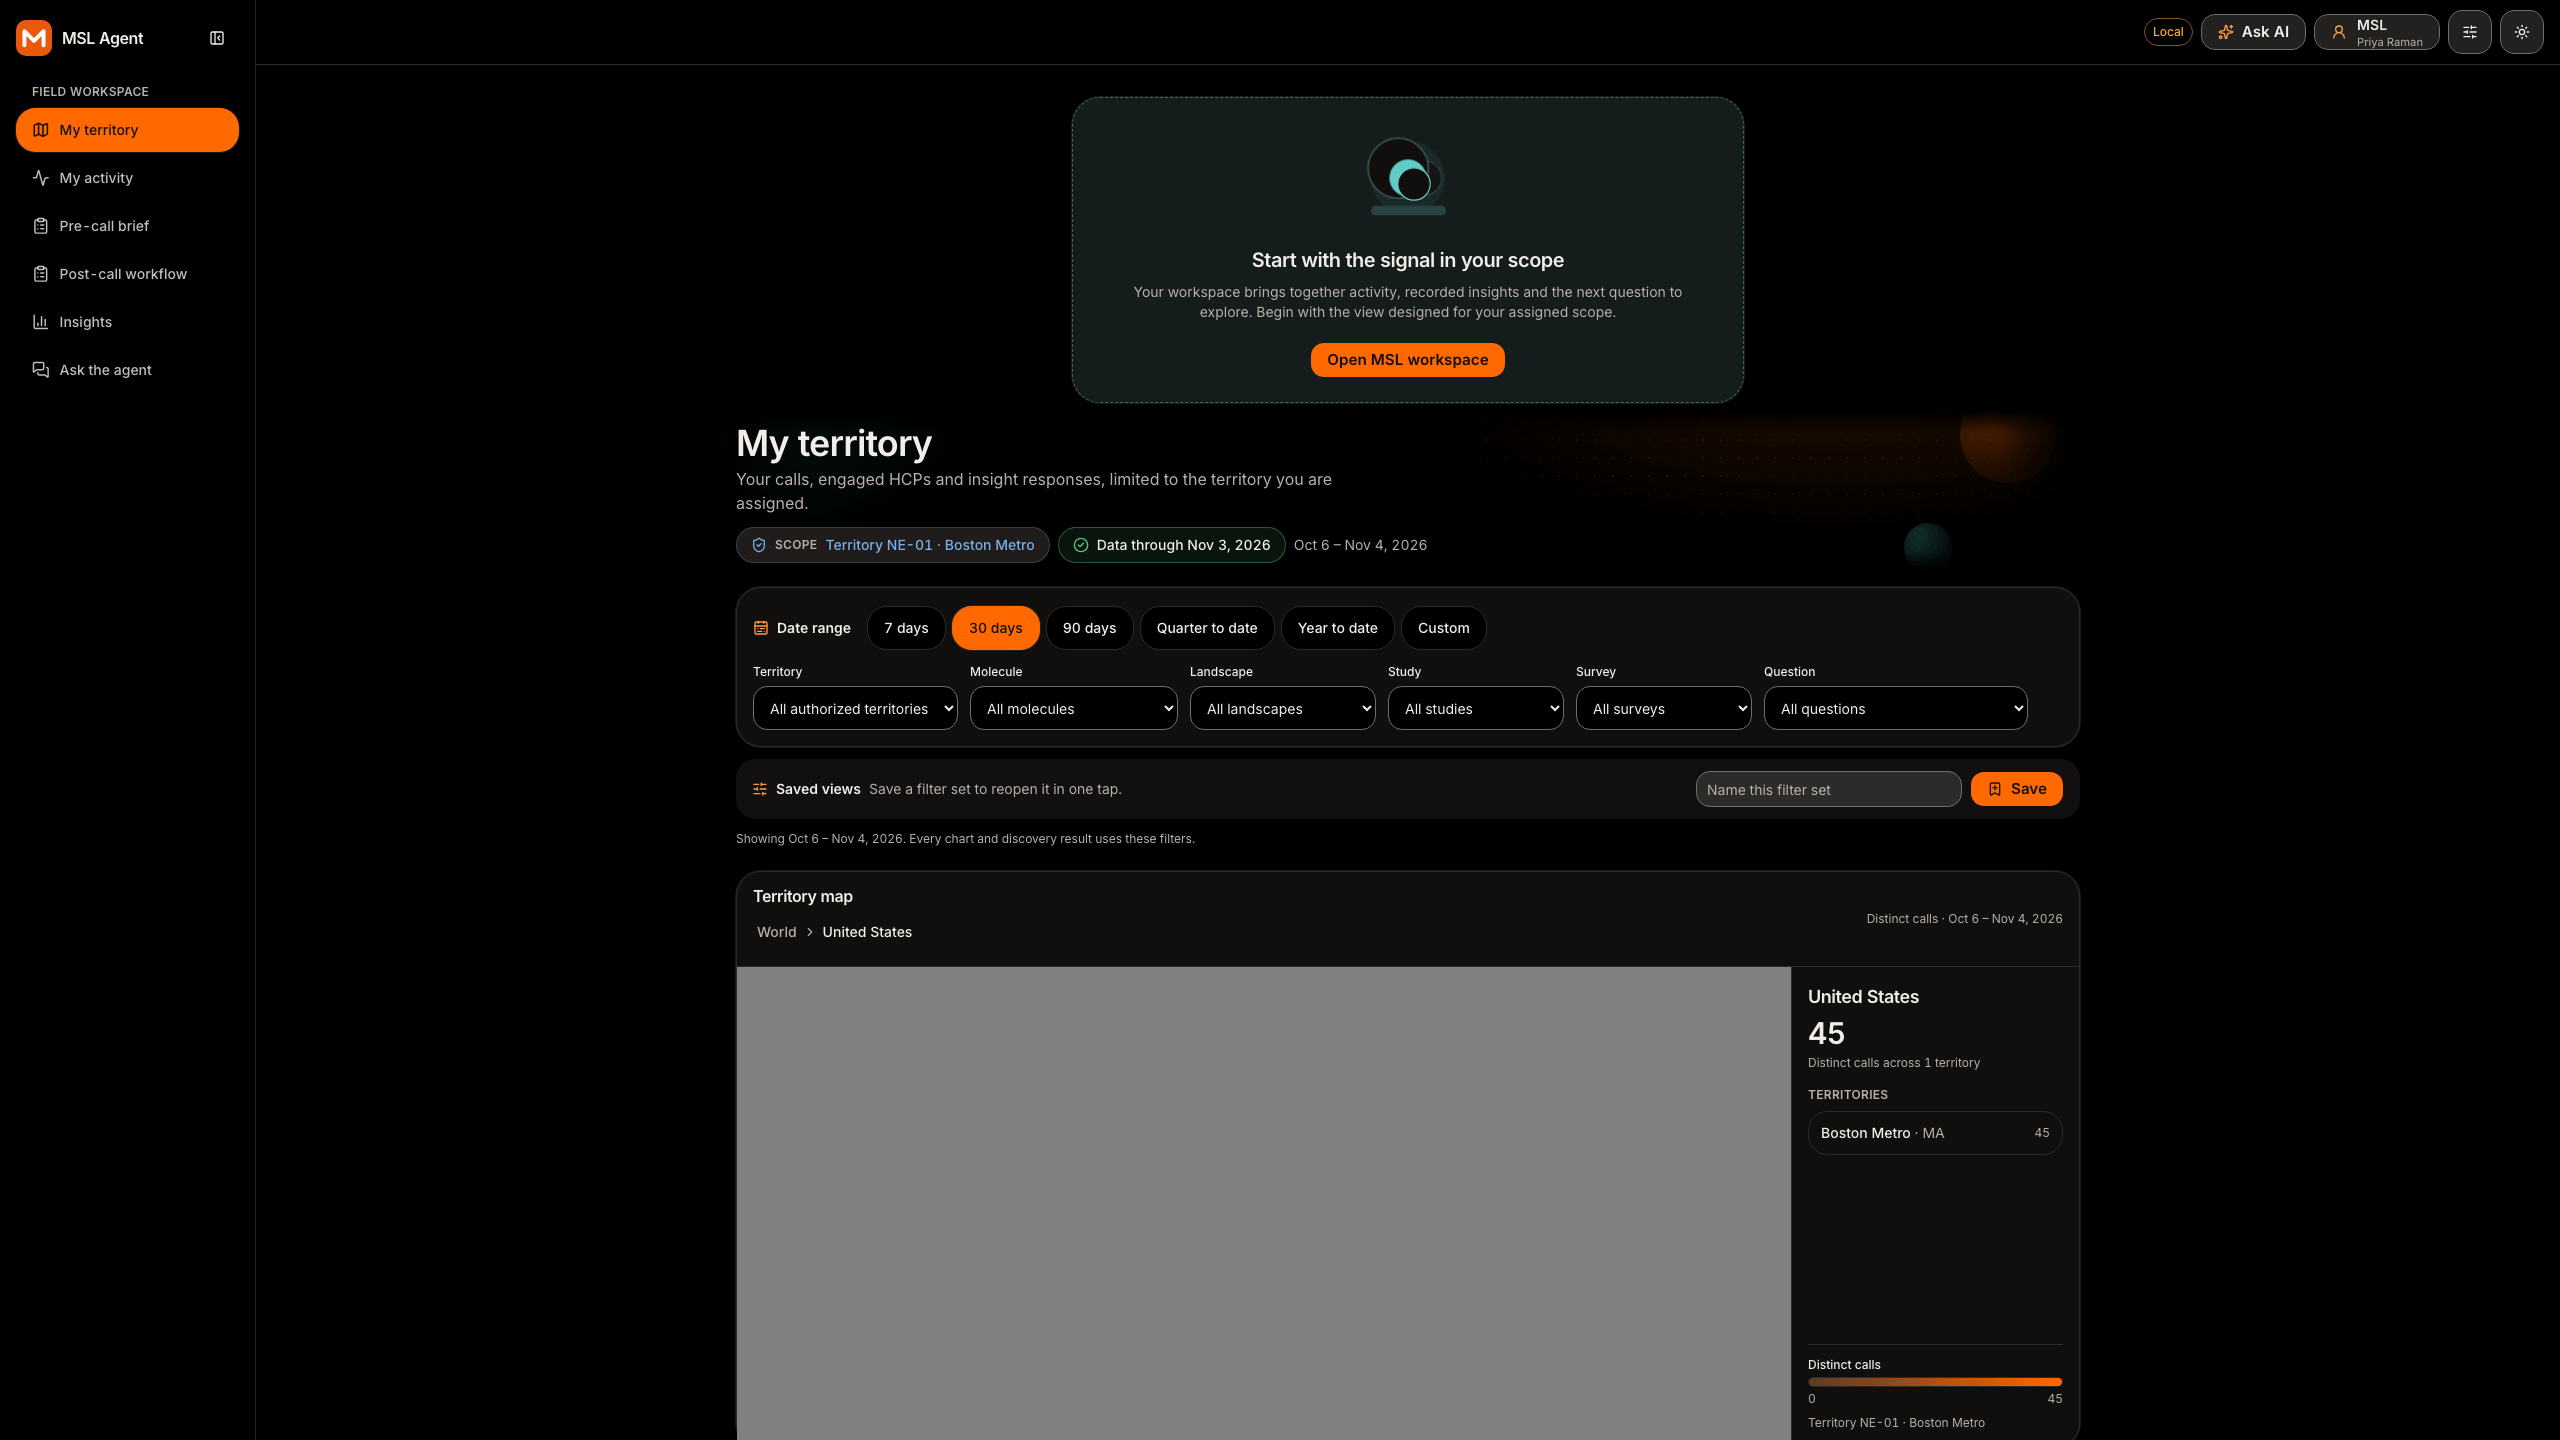 MSL Agent
Local
Ask AI
MSL
Priya Raman
FIELD WORKSPACE
My territory
My activity
Pre-call brief
Post-call workflow
Insights
Ask the agent
Start with the signal in your scope
Your workspace brings together activity, recorded insights and the next question to
explore. Begin with the view designed for your assigned scope.
Open MSL workspace
My territory
Your calls, engaged HCPs and insight responses, limited to the territory you are
assigned.
SCOPE Territory NE-01 · Boston Metro
Data through Nov 3, 2026
Oct 6 – Nov 4, 2026
Date range
7 days
30 days
90 days
Quarter to date
Year to date
Custom
Territory
Molecule
Landscape
Study
Survey
Question
All authorized territories
All molecules
All landscapes
All studies
All surveys
All questions
Saved views Save a filter set to reopen it in one tap.
Name this filter set
Save
Showing Oct 6 – Nov 4, 2026. Every chart and discovery result uses these filters.
Territory map
World
United States
Distinct calls · Oct 6 – Nov 4, 2026
United States
45
Distinct calls across 1 territory
TERRITORIES
Boston Metro · MA 45
Distinct calls
0 45
Territory NE-01 · Boston Metro